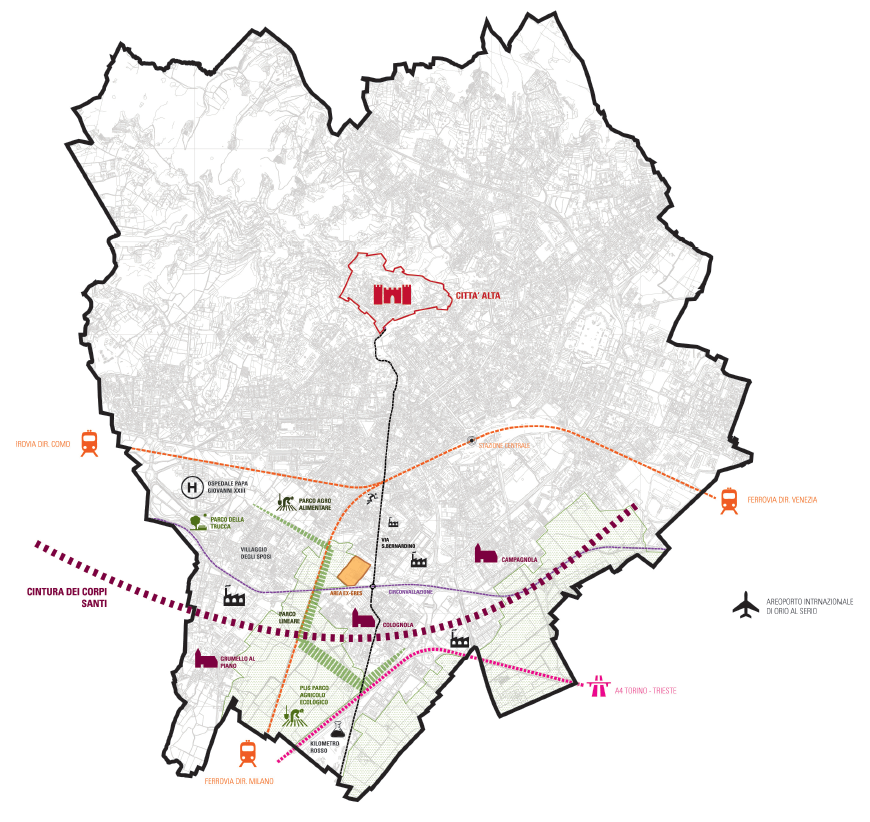 CITTA' ALTA
IROVIA DIR. COMO
STAZIONE CENTRALE
H
OSPEDALE PAPA
GIOVANNI XXIII
PARCO AGRO
ALIMENTARE
FERROVIA DIR. VENEZIA
PARCO DELLA
TRUCCA
VIA
S.BERNARDINO
VILLAGGIO
DEGLI SPOSI
CAMPAGNOLA
CINTURA DEI CORPI
SANTI
AREA EX-GRES
CIRCONVALLAZIONE
AREOPORTO INTRNAZIONALE
DI ORIO AL SERIO
PARCO
LINEARE
COLOGNOLA
GRUMELLO AL
PIANO
PLIS PARCO
AGRICOLO
ECOLOGICO
A4 TORINO - TRIESTE
KILOMETRO
ROSSO
FERROVIA DIR. MILANO